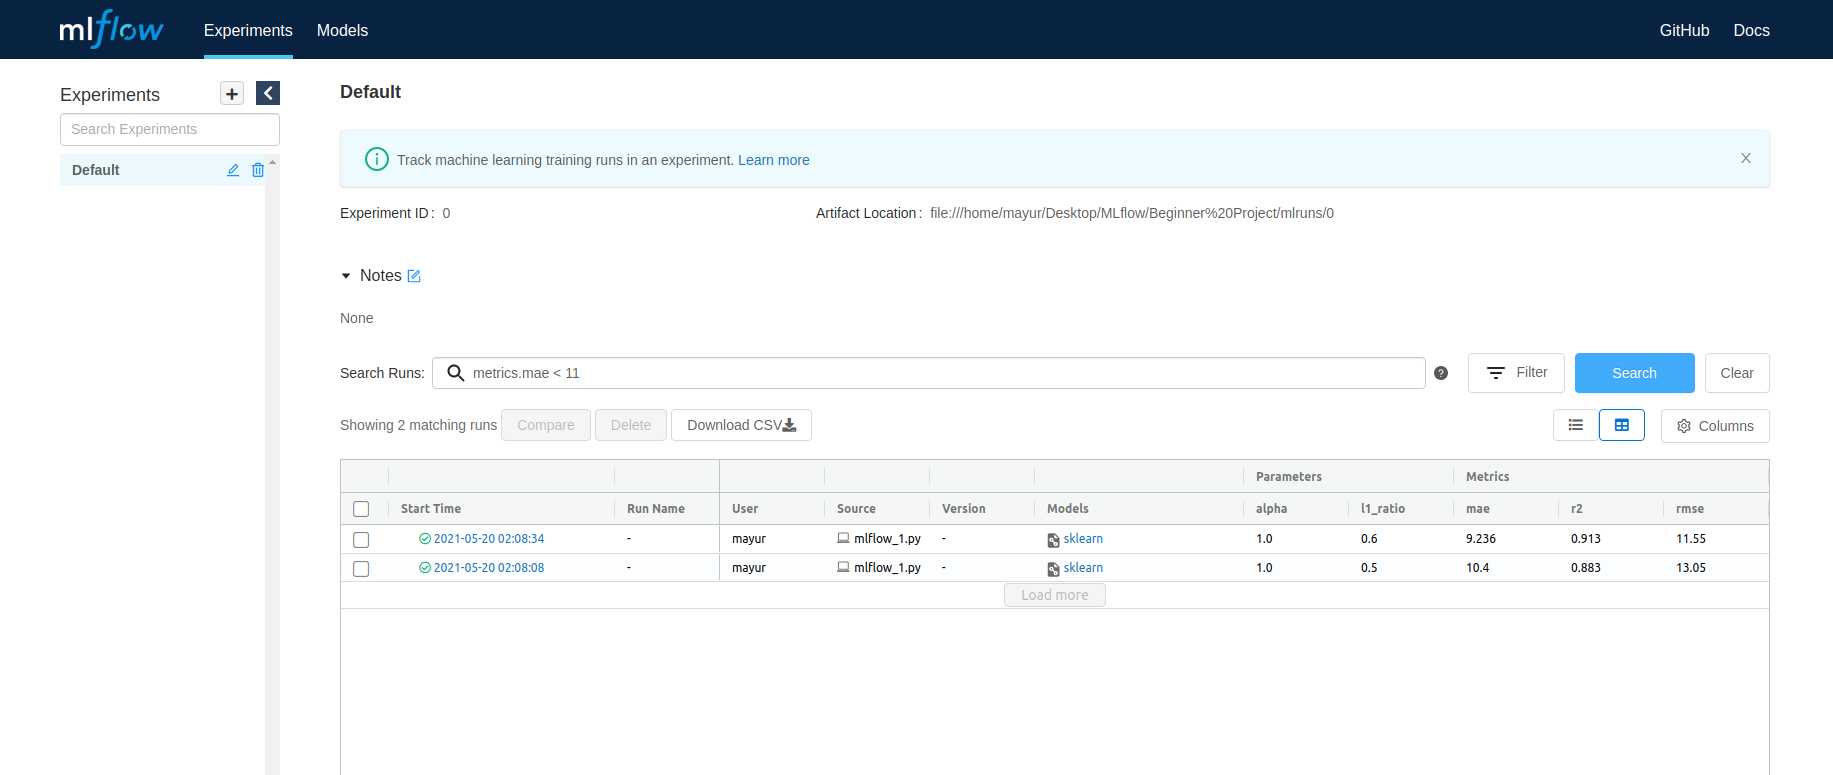 mlflow Experiments Models GitHub Docs
Experiments
Search Experiments
Default
Default
Track machine learning training runs in an experiment. Learn more
Experiment ID: 0 Artifact Location: file:///home/mayur/Desktop/MLflow/Beginner%20Project/mlruns/0
Notes
None
Search Runs: metrics.mae < 11 Filter Search Clear
Showing 2 matching runs Compare Delete Download CSV Columns
Parameters Metrics
Start Time Run Name User Source Version Models alpha l1_ratio mae r2 rmse
2021-05-20 02:08:34 - mayur mlflow_1.py - sklearn 1.0 0.6 9.236 0.913 11.55
2021-05-20 02:08:08 - mayur mlflow_1.py - sklearn 1.0 0.5 10.4 0.883 13.05
Load more